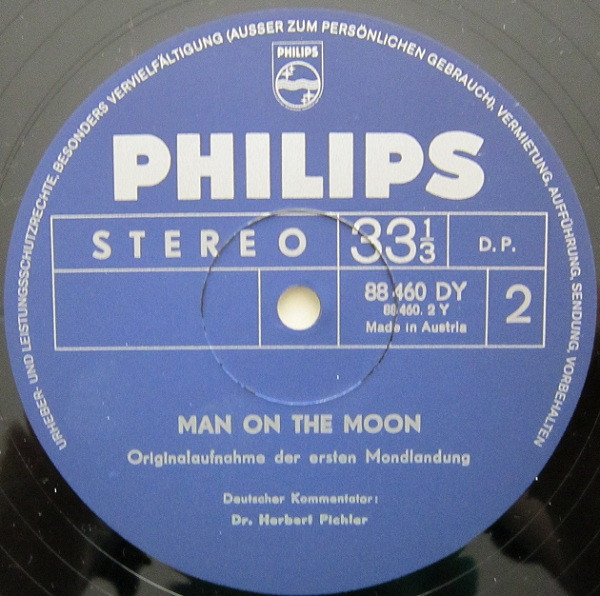 URHEBER- UND LEISTUNGSSCHUTZRECHTE, BESONDERS VERVIELFÄLTIGUNG (AUSSER ZUM PERSÖNLICHEN GEBRAUCH), VERMIETUNG, AUFFÜHRUNG, SENDUNG, VORBEHALTEN
PHILIPS
PHILIPS
STEREO 33 1/3 D.P.
88 460 DY 2
88 460. 2 Y
Made in Austria
MAN ON THE MOON
Originalaufnahme der ersten Mondlandung
Deutscher Kommentator:
Dr. Herbert Pichler